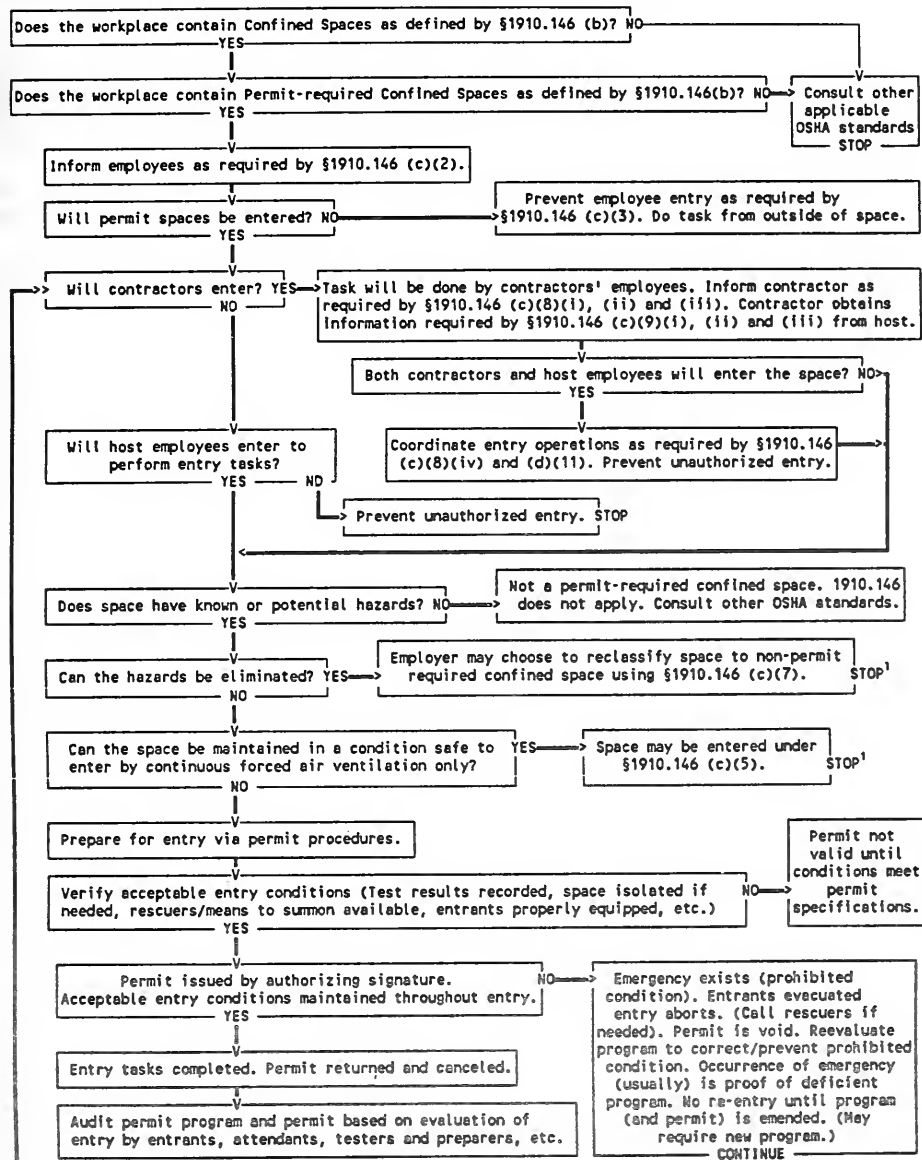 Does the workplace contain Confined Spaces as defined by §1910.146 (b)? NO
YES
Does the workplace contain Permit-required Confined Spaces as defined by §1910.146(b)? NO
YES
Consult other
applicable
OSHA standards
STOP
Inform employees as required by §1910.146 (c)(2).
Will permit spaces be entered? NO
YES
Prevent employee entry as required by
§1910.146 (c)(3). Do task from outside of space.
Will contractors enter? YES
NO
Task will be done by contractors' employees. Inform contractor as
required by §1910.146 (c)(8)(i), (ii) and (iii). Contractor obtains
information required by §1910.146 (c)(9)(i), (ii) and (iii) from host.
Both contractors and host employees will enter the space? NO
YES
Will host employees enter to
perform entry tasks?
YES NO
Coordinate entry operations as required by §1910.146
(c)(8)(iv) and (d)(11). Prevent unauthorized entry.
Prevent unauthorized entry. STOP
Does space have known or potential hazards? NO
YES
Not a permit-required confined space. 1910.146
does not apply. Consult other OSHA standards.
Can the hazards be eliminated? YES
NO
Employer may choose to reclassify space to non-permit
required confined space using §1910.146 (c)(7). STOP¹
Can the space be maintained in a condition safe to
enter by continuous forced air ventilation only?
YES
NO
Space may be entered under
§1910.146 (c)(5). STOP¹
Prepare for entry via permit procedures.
Verify acceptable entry conditions (Test results recorded, space isolated if
needed, rescuers/means to summon available, entrants properly equipped, etc.)
NO
YES
Permit not
valid until
conditions meet
permit
specifications.
Permit issued by authorizing signature.
Acceptable entry conditions maintained throughout entry.
NO
YES
Emergency exists (prohibited
condition). Entrants evacuated
entry aborts. (Call rescuers if
needed). Permit is void. Reevaluate
program to correct/prevent prohibited
condition. Occurrence of emergency
(usually) is proof of deficient
program. No re-entry until program
(and permit) is emended. (May
require new program.)
CONTINUE
Entry tasks completed. Permit returned and canceled.
Audit permit program and permit based on evaluation of
entry by entrants, attendants, testers and preparers, etc.